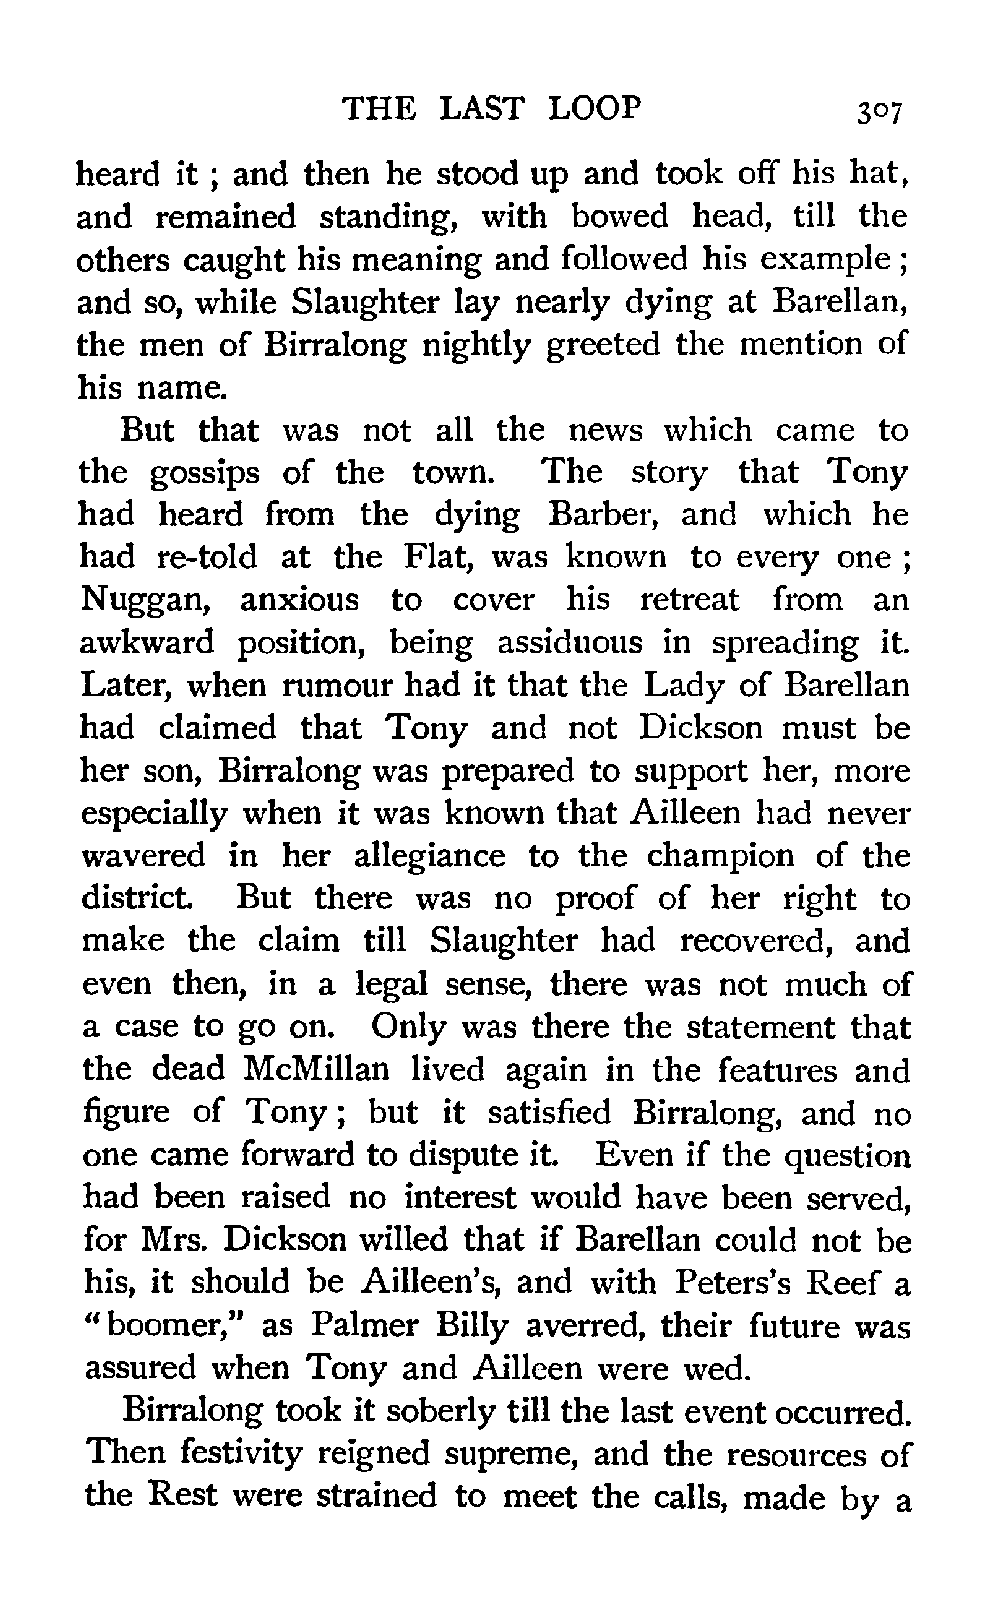 THE LAST LOOP 307
heard it ; and then he stood up and took off his hat,
and remained standing, with bowed head, till the
others caught his meaning and followed his example ;
and so, while Slaughter lay nearly dying at Barellan,
the men of Birralong nightly greeted the mention of
his name.
But that was not all the news which came to
the gossips of the town. The story that Tony
had heard from the dying Barber, and which he
had re-told at the Flat, was known to every one ;
Nuggan, anxious to cover his retreat from an
awkward position, being assiduous in spreading it.
Later, when rumour had it that the Lady of Barellan
had claimed that Tony and not Dickson must be
her son, Birralong was prepared to support her, more
especially when it was known that Ailleen had never
wavered in her allegiance to the champion of the
district. But there was no proof of her right to
make the claim till Slaughter had recovered, and
even then, in a legal sense, there was not much of
a case to go on. Only was there the statement that
the dead McMillan lived again in the features and
figure of Tony ; but it satisfied Birralong, and no
one came forward to dispute it. Even if the question
had been raised no interest would have been served,
for Mrs. Dickson willed that if Barellan could not be
his, it should be Ailleen's, and with Peters's Reef a
"boomer," as Palmer Billy averred, their future was
assured when Tony and Ailleen were wed.
Birralong took it soberly till the last event occurred.
Then festivity reigned supreme, and the resources of
the Rest were strained to meet the calls, made by a